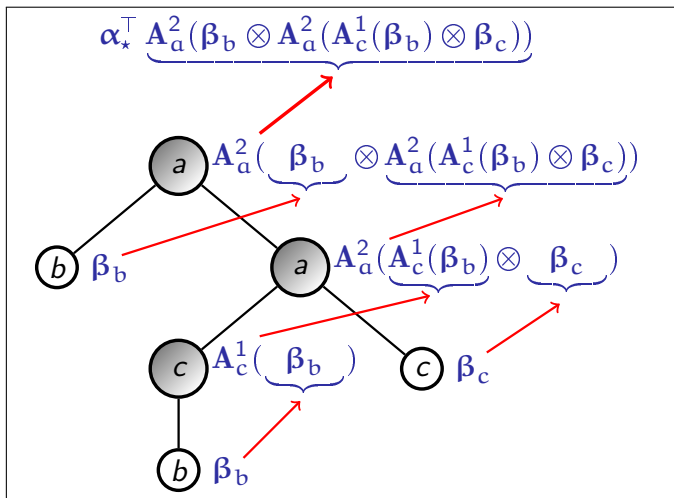 α⋆⊤ A²a(βb ⊗ A²a(A¹c(βb) ⊗ βc))
a A²a( βb ⊗ A²a(A¹c(βb) ⊗ βc))
b βb a A²a(A¹c(βb) ⊗ βc )
c A¹c( βb ) c βc
b βb